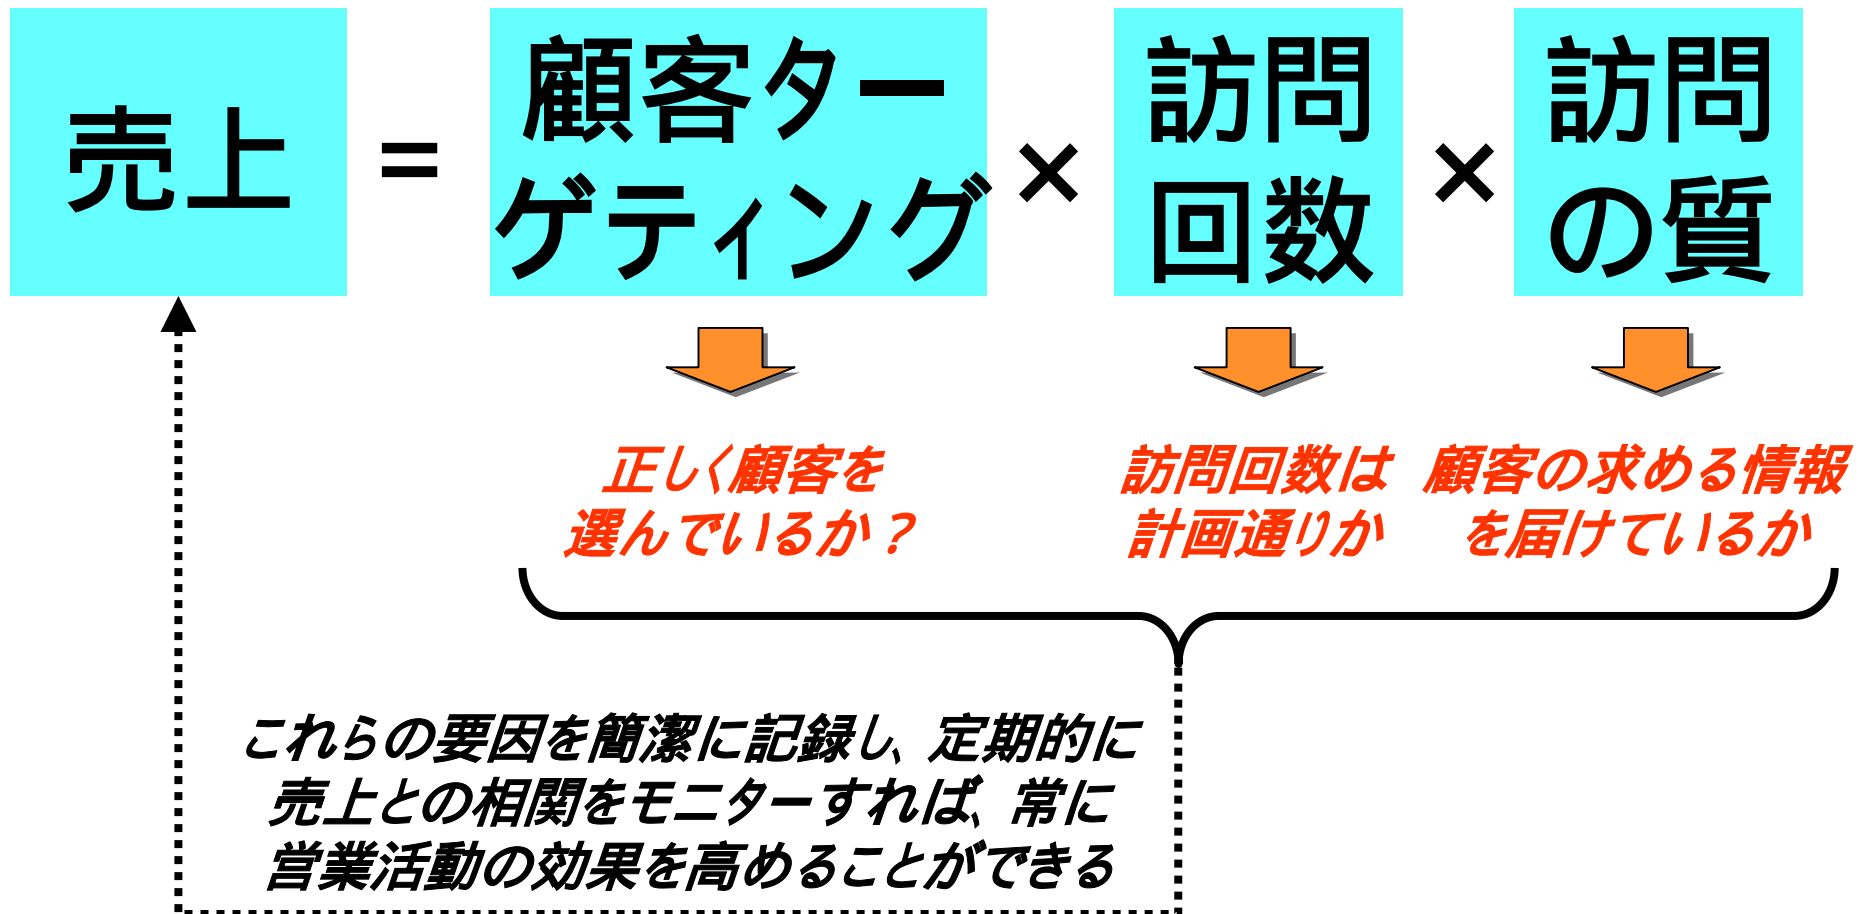 売上
=
顧客ター
ゲティング
×
訪問
回数
×
訪問
の質
正しく顧客を
選んでいるか？
訪問回数は
計画通りか
顧客の求める情報
を届けているか
これらの要因を簡潔に記録し、定期的に
売上との相関をモニターすれば、常に
営業活動の効果を高めることができる